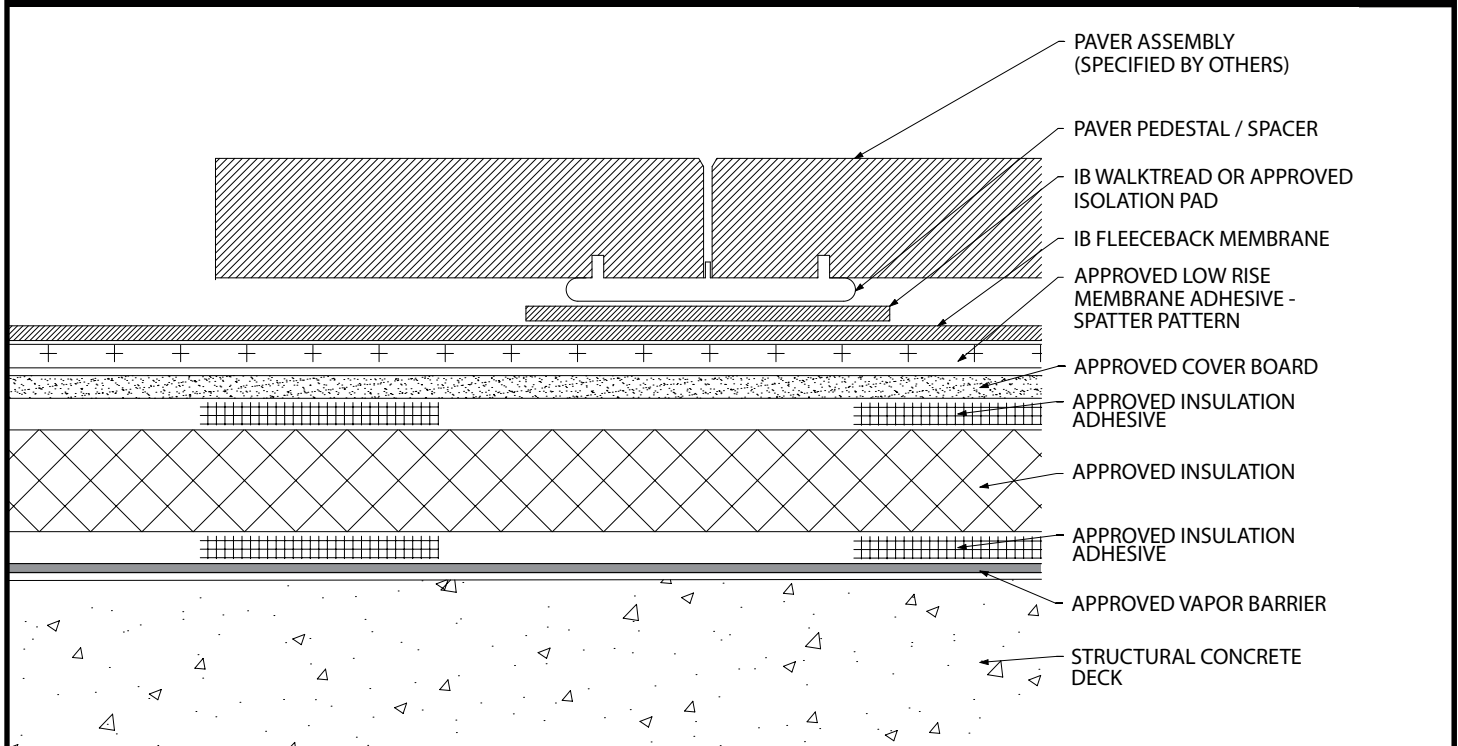 PAVER ASSEMBLY
(SPECIFIED BY OTHERS)
PAVER PEDESTAL / SPACER
IB WALKTREAD OR APPROVED
ISOLATION PAD
IB FLEECEBACK MEMBRANE
APPROVED LOW RISE
MEMBRANE ADHESIVE -
SPATTER PATTERN
APPROVED COVER BOARD
APPROVED INSULATION
ADHESIVE
APPROVED INSULATION
APPROVED INSULATION
ADHESIVE
APPROVED VAPOR BARRIER
STRUCTURAL CONCRETE
DECK